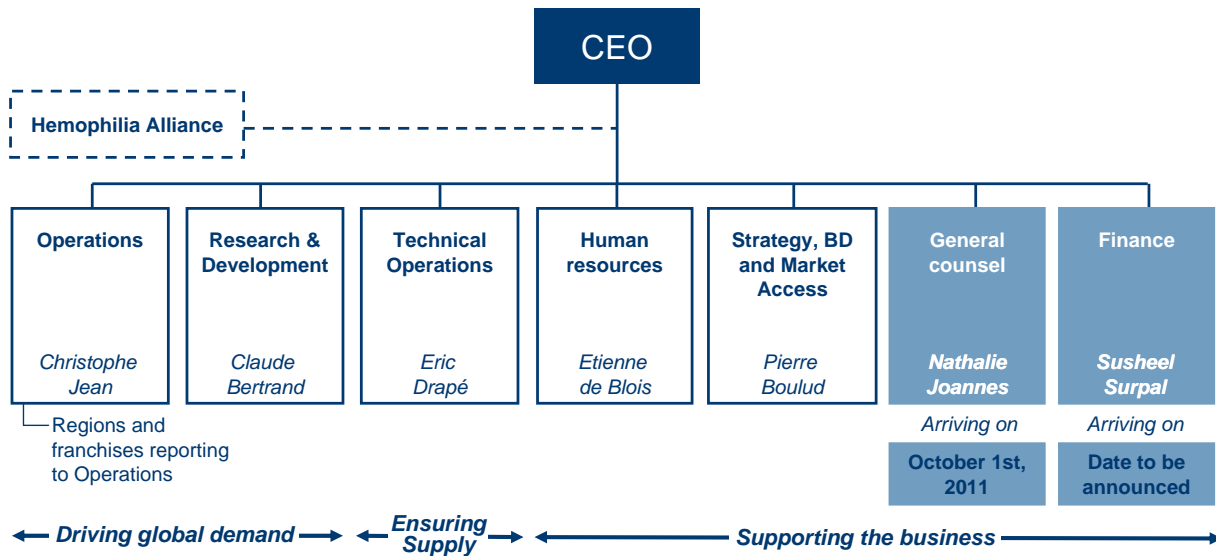 CEO
Hemophilia Alliance
Operations
Christophe
Jean
Research &
Development
Claude
Bertrand
Technical
Operations
Eric
Drapé
Human
resources
Etienne
de Blois
Strategy, BD
and Market
Access
Pierre
Boulud
General
counsel
Nathalie
Joannes
Finance
Susheel
Surpal
Regions and
franchises reporting
to Operations
Arriving on
October 1st,
2011
Arriving on
Date to be
announced
Driving global demand
Ensuring
Supply
Supporting the business